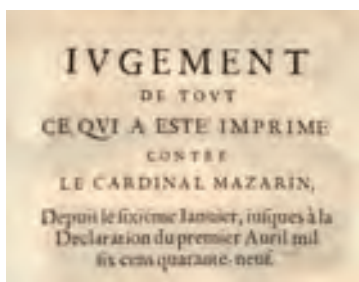 IVGEMENT
DE TOVT
CE QVI A ESTE IMPRIME
CONTRE
LE CARDINAL MAZARIN,
Depuis le ſixiéme Ianuier, iuſques à la
Declaration du premier Auril mil
ſix cens quarante-neuf.